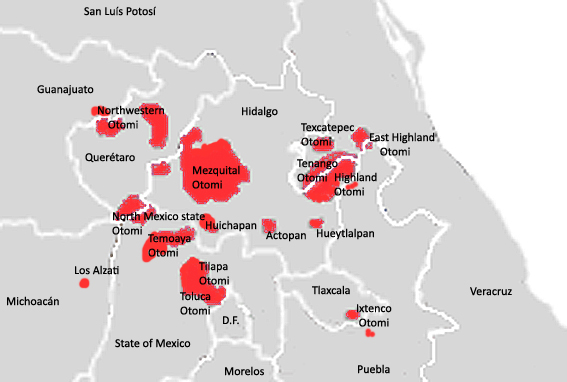 San Luís Potosí
Guanajuato
Northwestern
Otomi
Hidalgo
Texcatepec
Otomi
East Highland
Otomi
Querétaro
Mezquital
Otomi
Tenango
Otomi
Highland
Otomi
North Mexico state
Otomi
Huichapan
Actopan
Hueytlalpan
Temoaya
Otomi
Los Alzati
Tilapa
Otomi
Toluca
Otomi
Michoacán
Tlaxcala
Veracruz
Ixtenco
Otomi
D.F.
State of Mexico
Morelos
Puebla